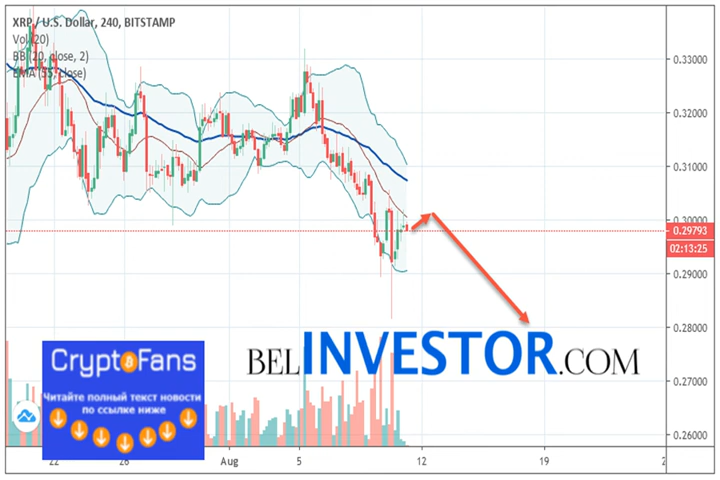 XRP / U.S. Dollar, 240, BITSTAMP
Vol (20)
BB (20, close, 2)
EMA (55, close)
0.33000
0.32000
0.31000
0.30000
0.29793
02:13:25
0.29000
0.28000
0.27000
0.26000
CryptoFans
Читайте полный текст новости
по ссылке ниже
BELINVESTOR.COM
22
28
Aug
5
12
19
2